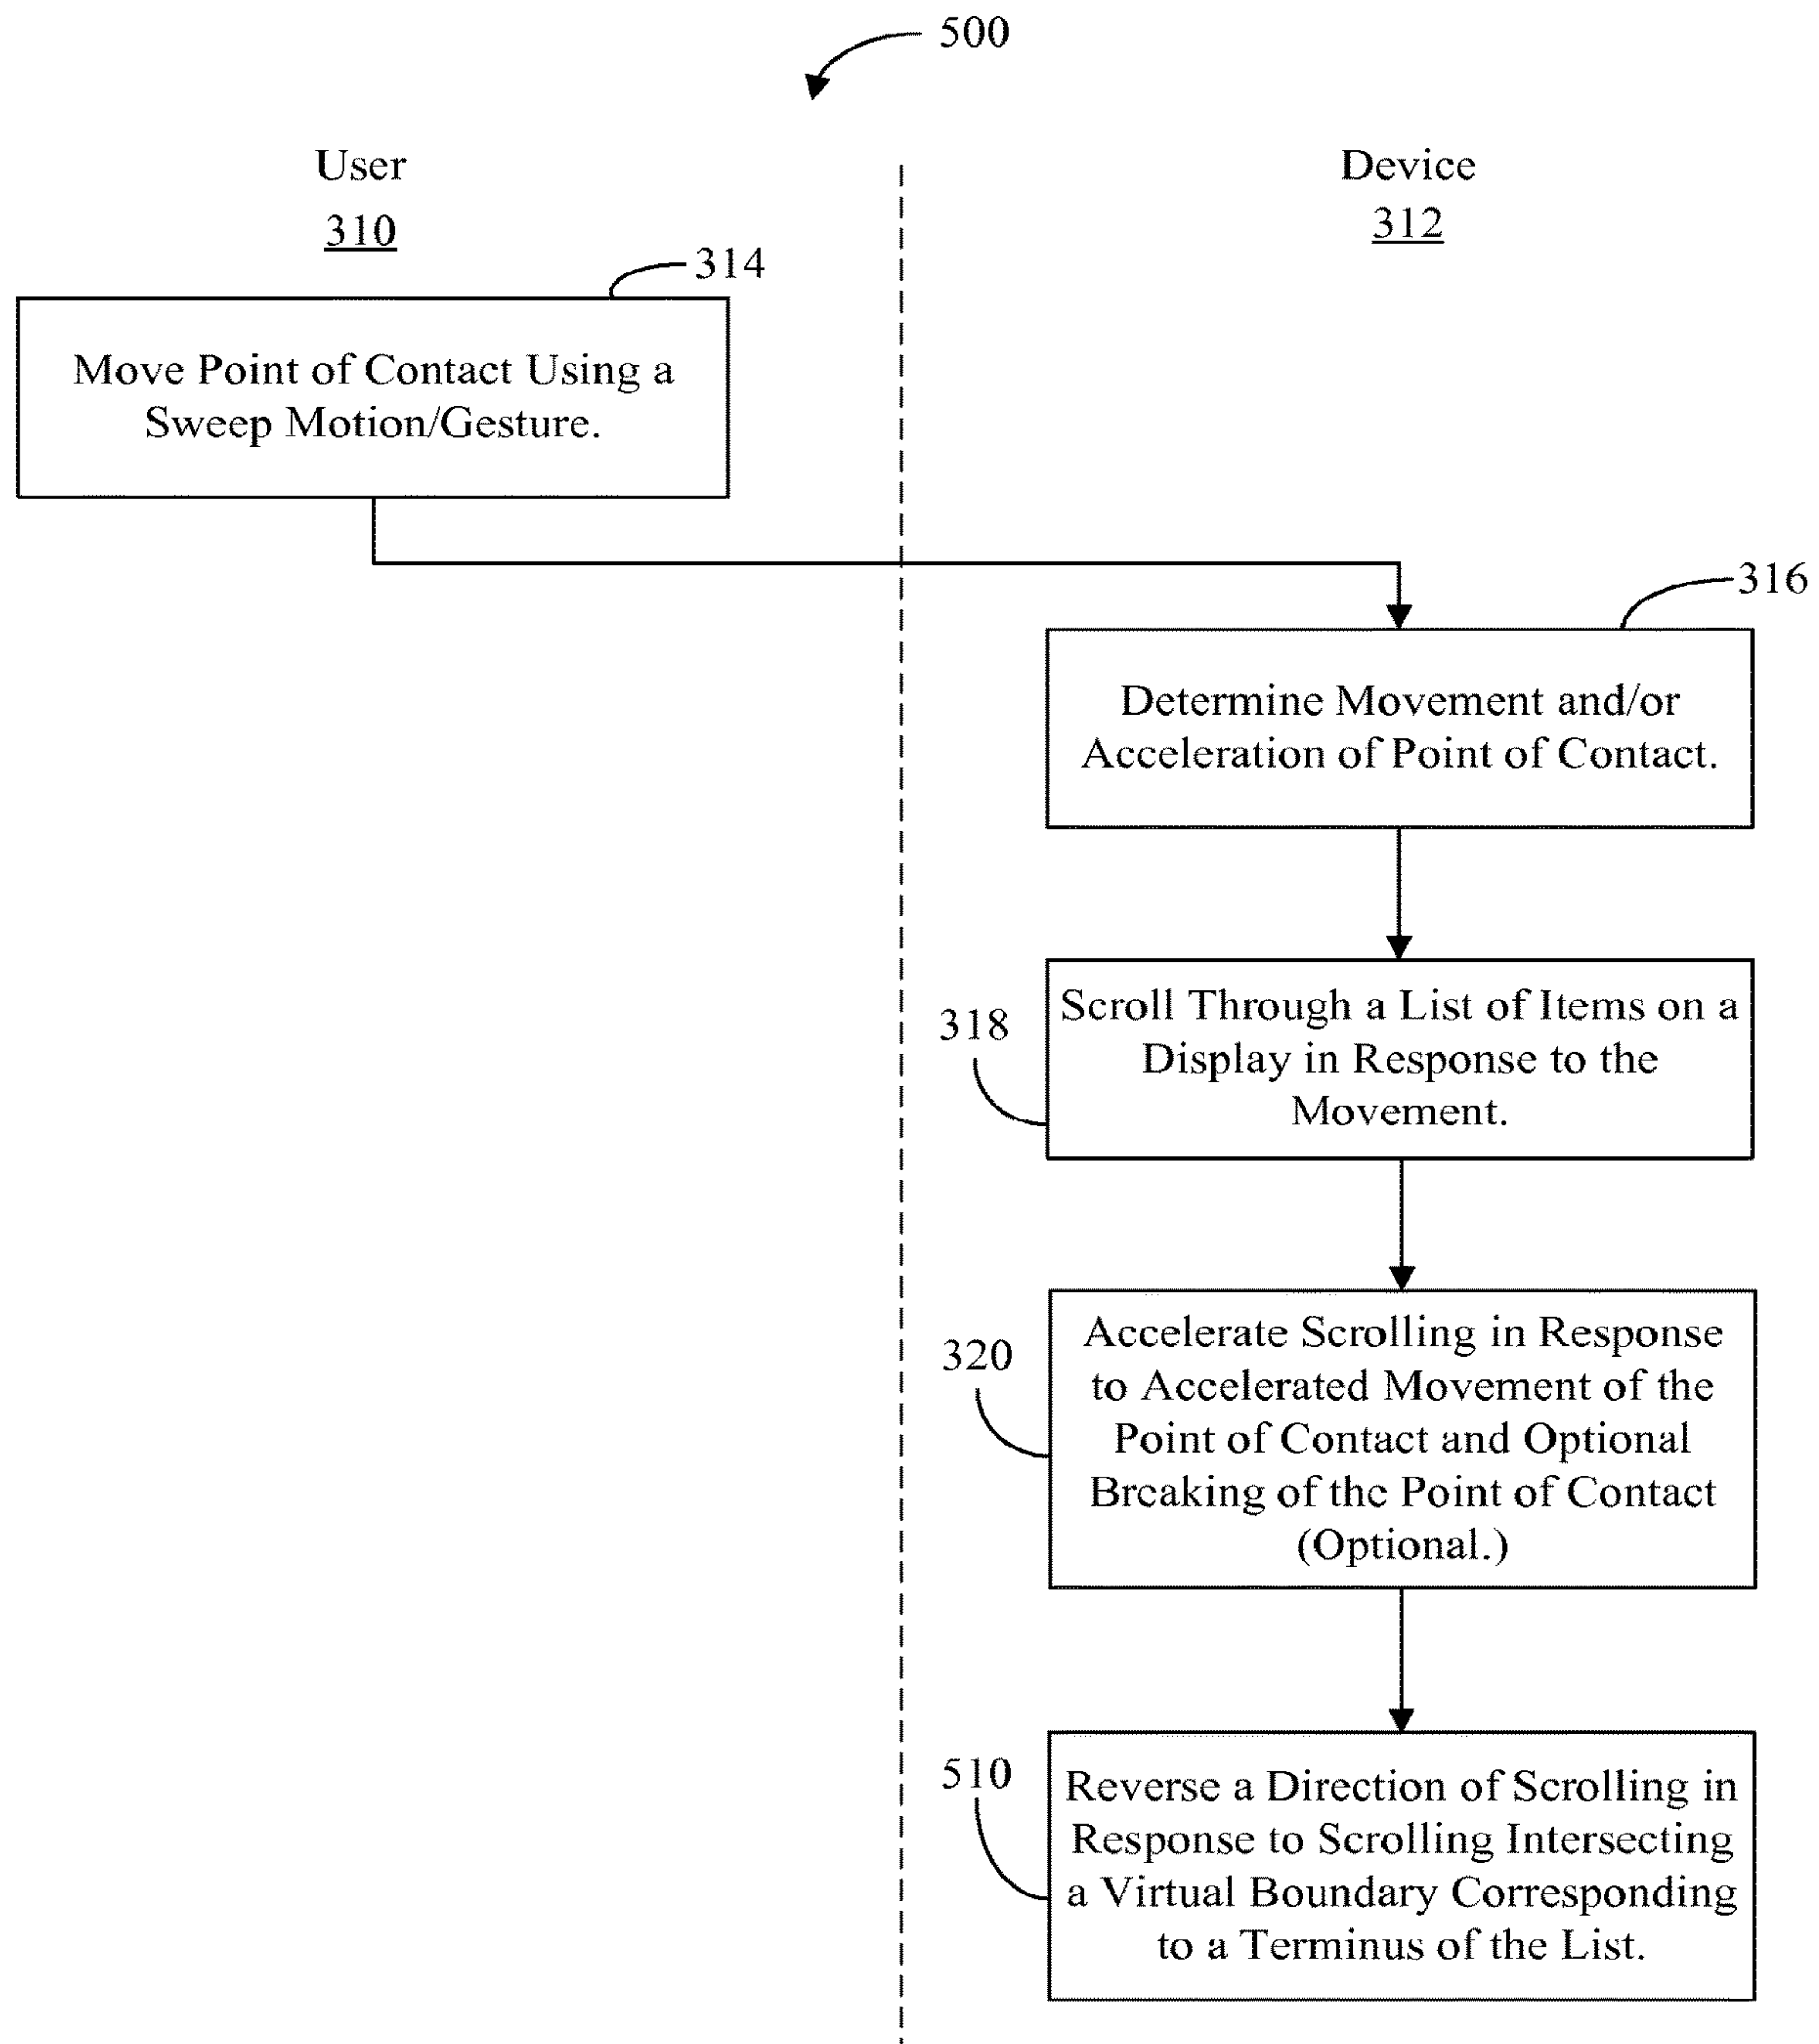 500
User
310
Device
312
314
Move Point of Contact Using a
Sweep Motion/Gesture.
316
Determine Movement and/or
Acceleration of Point of Contact.
318
Scroll Through a List of Items on a
Display in Response to the
Movement.
320
Accelerate Scrolling in Response
to Accelerated Movement of the
Point of Contact and Optional
Breaking of the Point of Contact
(Optional.)
510
Reverse a Direction of Scrolling in
Response to Scrolling Intersecting
a Virtual Boundary Corresponding
to a Terminus of the List.